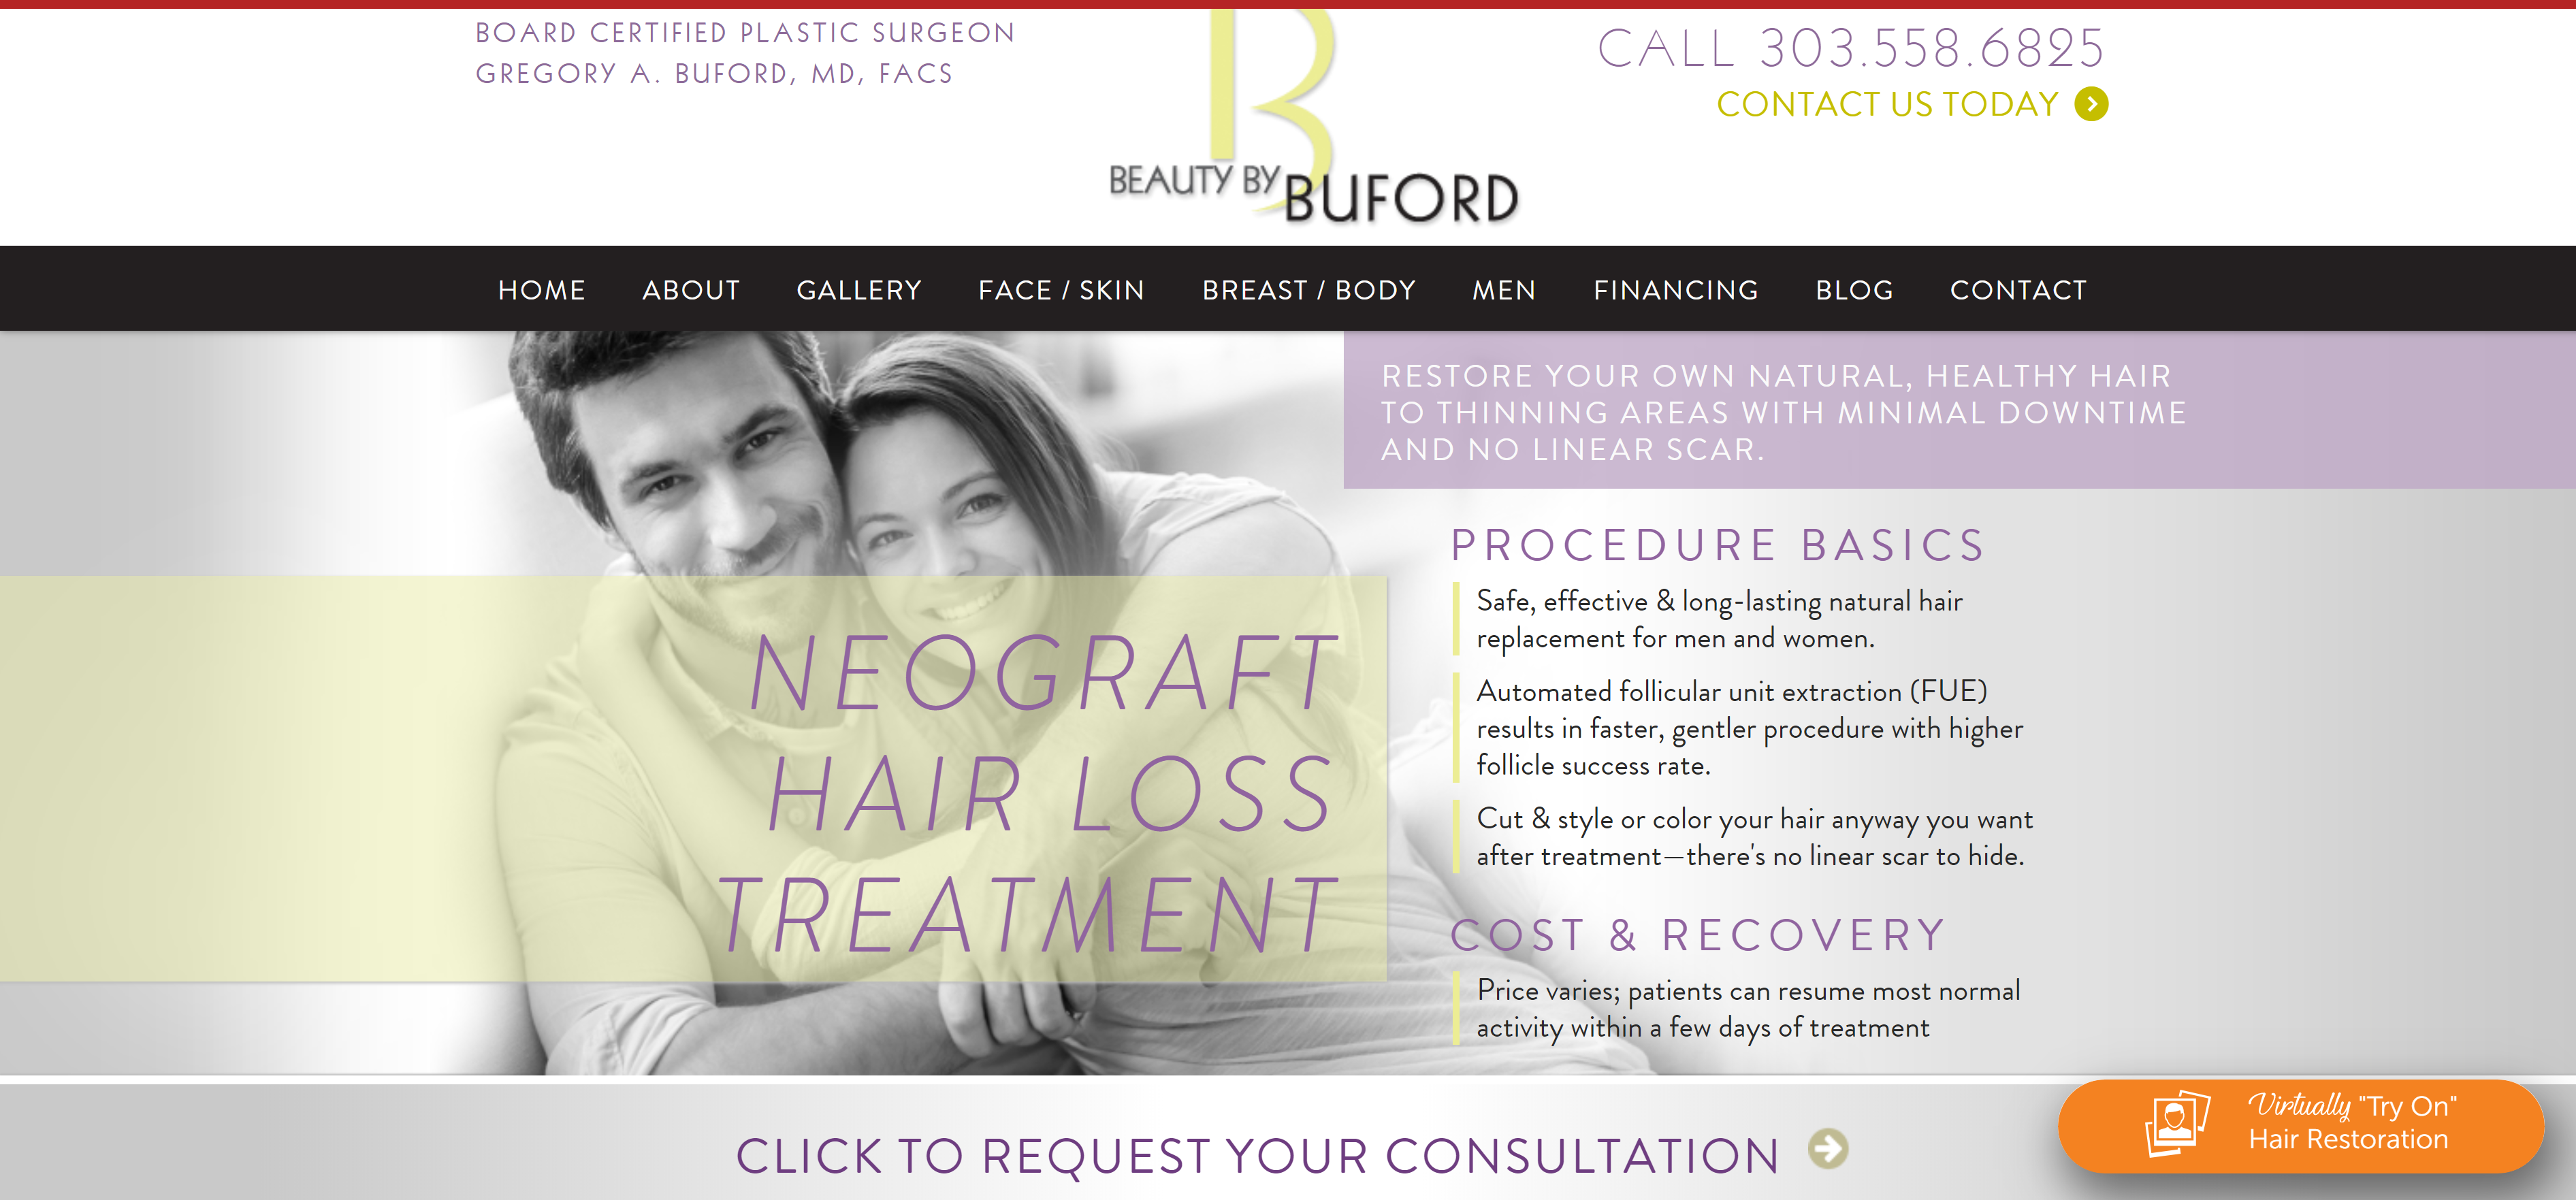 BOARD CERTIFIED PLASTIC SURGEON
GREGORY A. BUFORD, MD, FACS
B
BEAUTY BY BUFORD
CALL 303.558.6825
CONTACT US TODAY
HOME ABOUT GALLERY FACE / SKIN BREAST / BODY MEN FINANCING BLOG CONTACT
RESTORE YOUR OWN NATURAL, HEALTHY HAIR
TO THINNING AREAS WITH MINIMAL DOWNTIME
AND NO LINEAR SCAR.
NEOGRAFT
HAIR LOSS
TREATMENT
PROCEDURE BASICS
Safe, effective & long-lasting natural hair
replacement for men and women.
Automated follicular unit extraction (FUE)
results in faster, gentler procedure with higher
follicle success rate.
Cut & style or color your hair anyway you want
after treatment—there's no linear scar to hide.
COST & RECOVERY
Price varies; patients can resume most normal
activity within a few days of treatment
CLICK TO REQUEST YOUR CONSULTATION
Virtually "Try On"
Hair Restoration